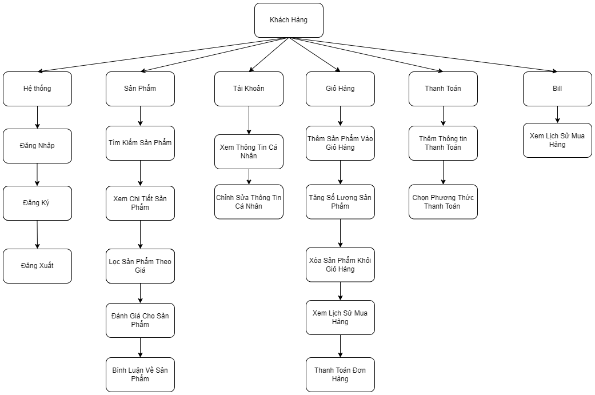 Khách Hàng
Hệ thống
Sản Phẩm
Tài Khoản
Giỏ Hàng
Thanh Toán
Bill
Đăng Nhập
Tìm Kiếm Sản Phẩm
Xem Thông Tin Cá
Nhân
Thêm Sản Phẩm Vào
Giỏ Hàng
Thêm Thông tin
Thanh Toán
Xem Lịch Sử Mua
Hàng
Đăng Ký
Xem Chi Tiết Sản
Phẩm
Chỉnh Sửa Thông Tin
Cá Nhân
Tăng Số Lượng Sản
Phẩm
Chọn Phương Thức
Thanh Toán
Đăng Xuất
Lọc Sản Phẩm Theo
Giá
Xóa Sản Phẩm Khỏi
Giỏ Hàng
Đánh Giá Cho Sản
Phẩm
Xem Lịch Sử Mua
Hàng
Bình Luận Về Sản
Phẩm
Thanh Toán Đơn
Hàng